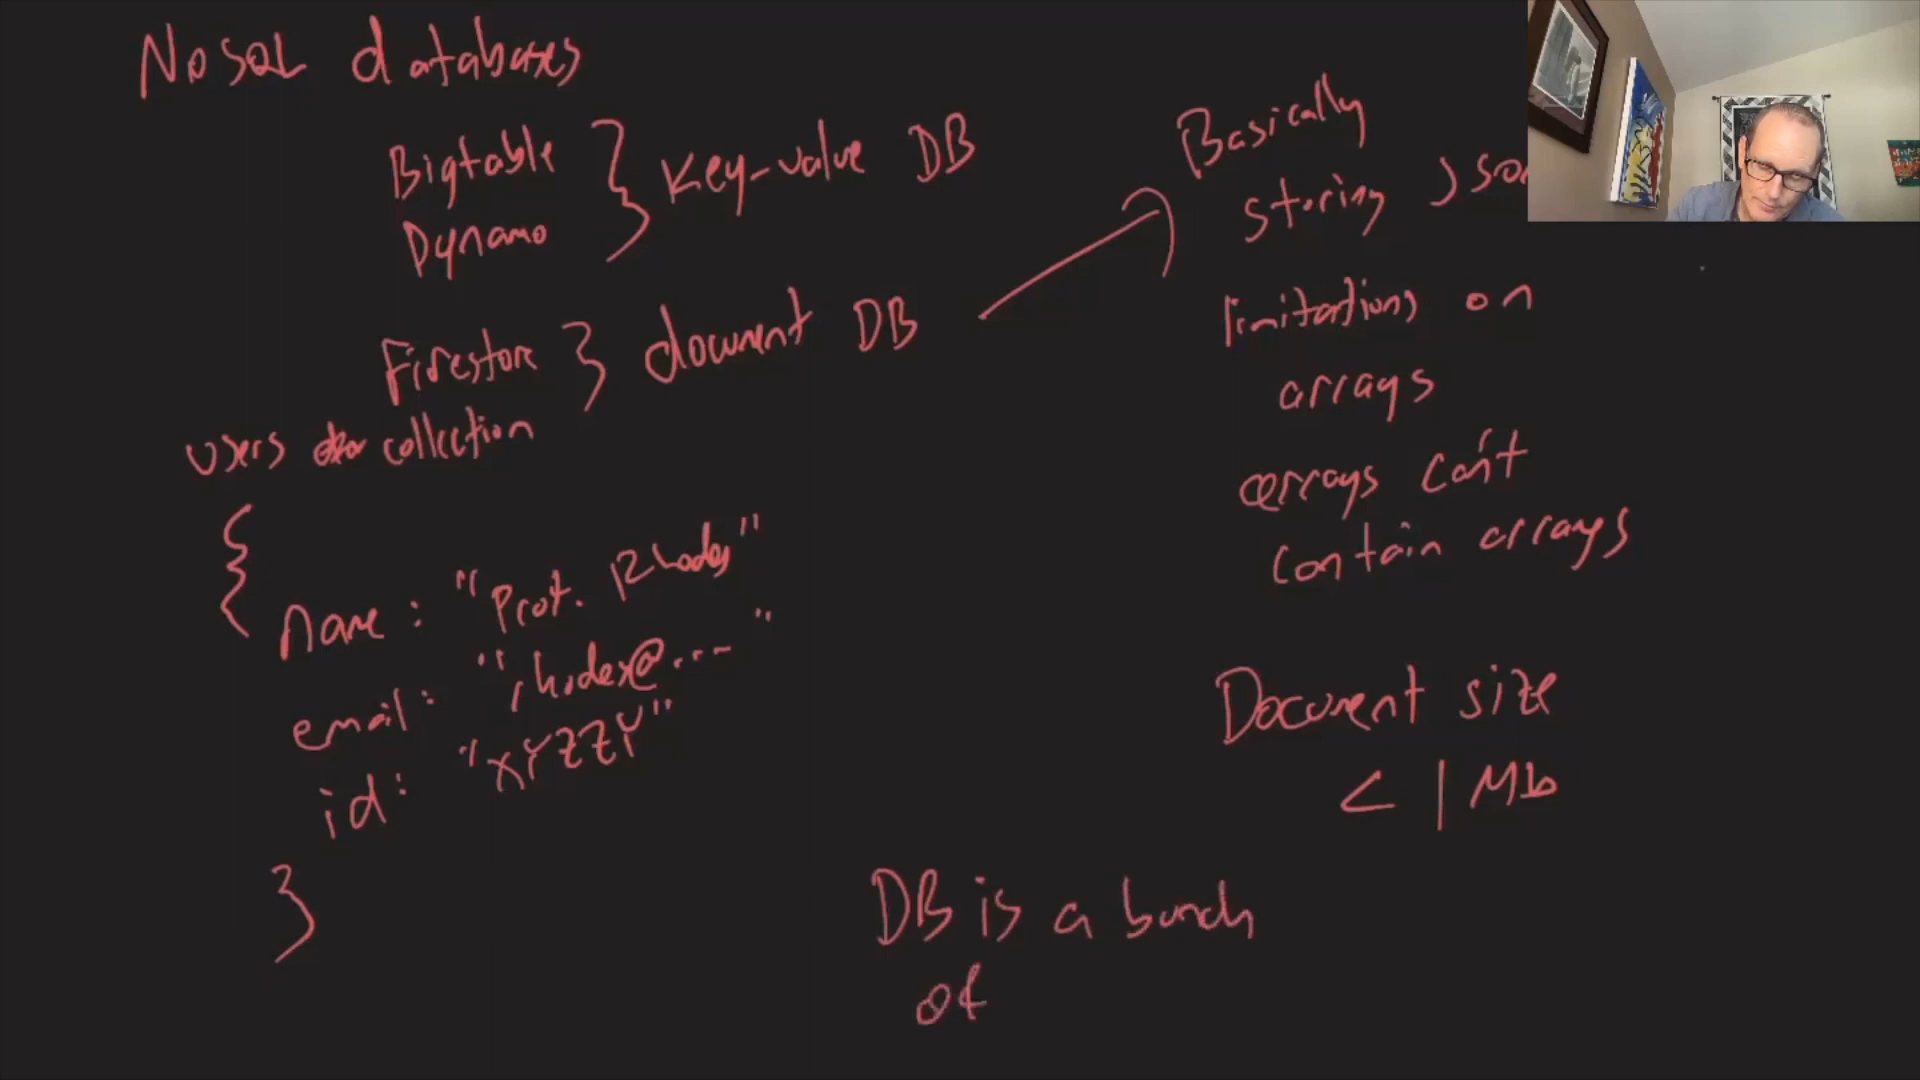 NoSQL databases
Bigtable } Key-value DB
Dynamo
Firestore } document DB
users collection
{
name: "Prof. Rhodes"
email: "rhodes@..."
id: "XYZZY"
}
Basically
storing JSON
limitations on
arrays
arrays can't
contain arrays
Document size
< 1 Mb
DB is a bunch
of